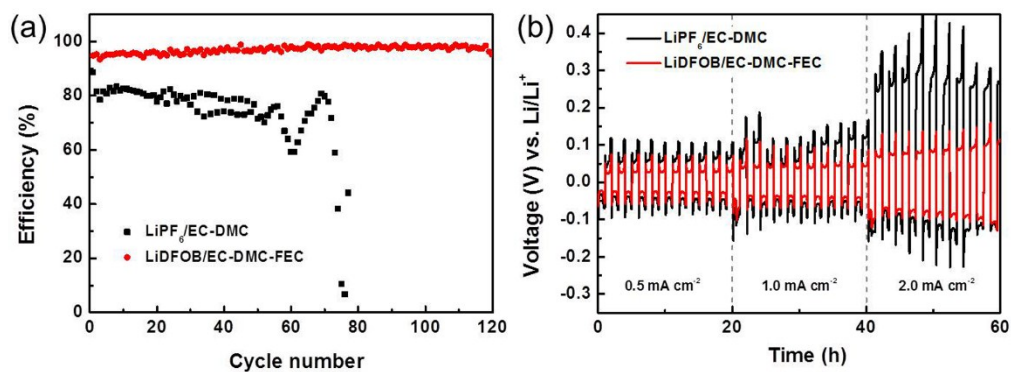 (a)
Efficiency (%)
100
80
60
40
20
0
LiPF₆/EC-DMC
LiDFOB/EC-DMC-FEC
0 20 40 60 80 100 120
Cycle number
(b)
Voltage (V) vs. Li/Li⁺
0.4
0.3
0.2
0.1
0.0
-0.1
-0.2
-0.3
LiPF₆/EC-DMC
LiDFOB/EC-DMC-FEC
0.5 mA cm⁻² 1.0 mA cm⁻² 2.0 mA cm⁻²
0 20 40 60
Time (h)